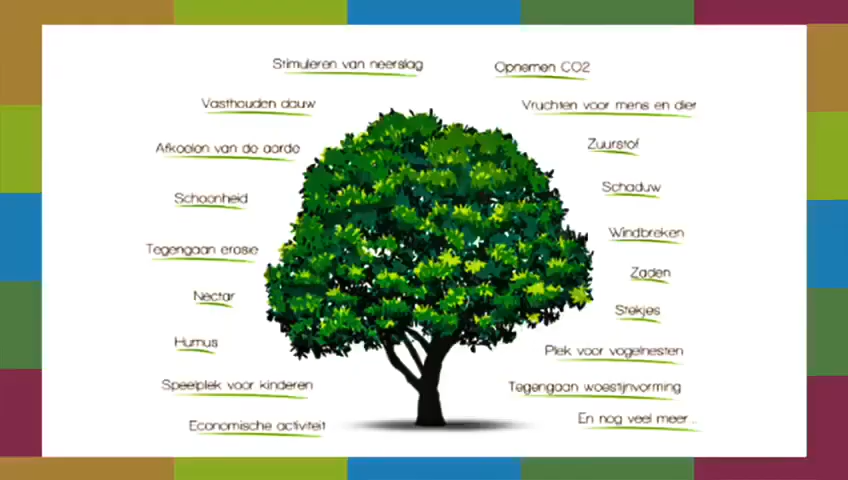 Stimuleren van neerslag
Opnemen CO2
Vasthouden dauw
Vruchten voor mens en dier
Afkoelen van de aarde
Zuurstof
Schoonheid
Schaduw
Tegengaan erosie
Windbreken
Nectar
Zaden
Humus
Stekjes
Speelplek voor kinderen
Plek voor vogelnesten
Economische activiteit
Tegengaan woestijnvorming
En nog veel meer...